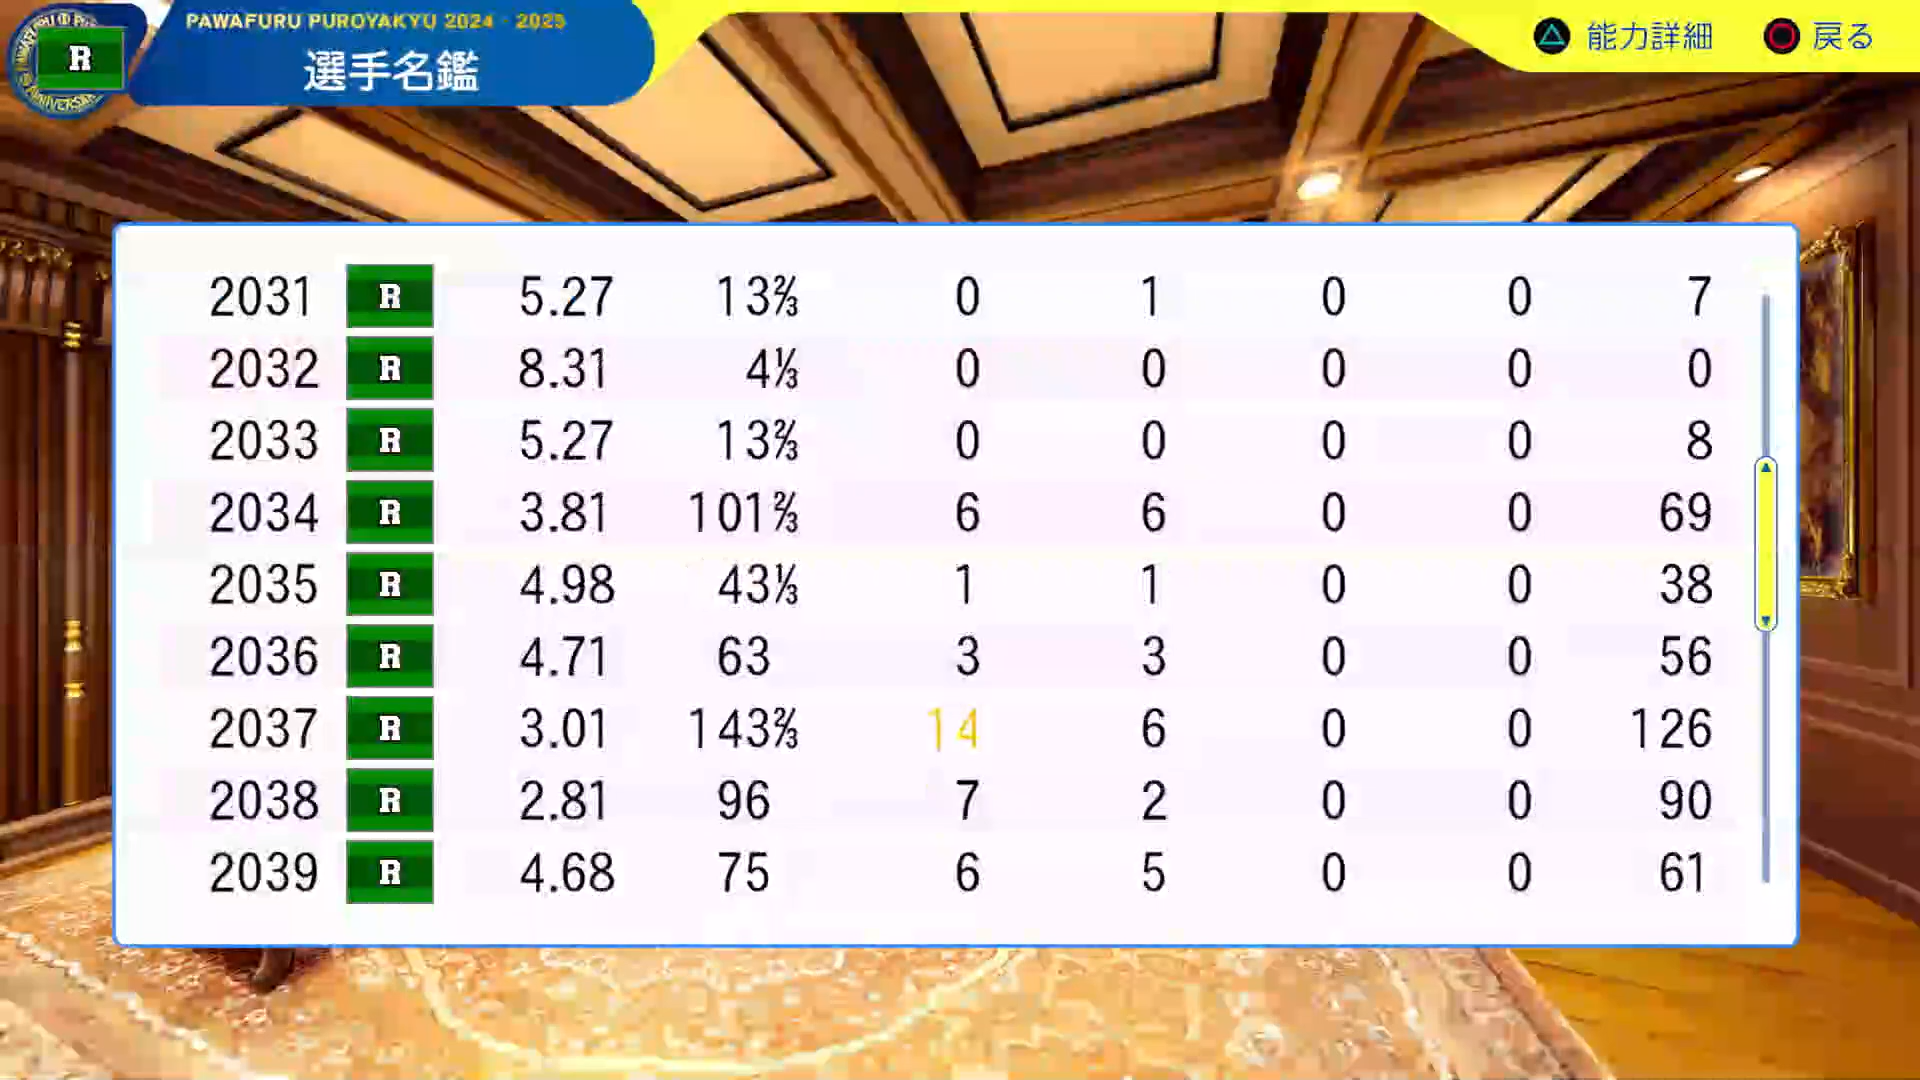 PAWAFURU PUROYAKYU 2024-2025
選手名鑑
R
能力詳細 戻る
2031 R 5.27 13⅔ 0 1 0 0 7
2032 R 8.31 4⅓ 0 0 0 0 0
2033 R 5.27 13⅔ 0 0 0 0 8
2034 R 3.81 101⅔ 6 6 0 0 69
2035 R 4.98 43⅓ 1 1 0 0 38
2036 R 4.71 63 3 3 0 0 56
2037 R 3.01 143⅔ 14 6 0 0 126
2038 R 2.81 96 7 2 0 0 90
2039 R 4.68 75 6 5 0 0 61